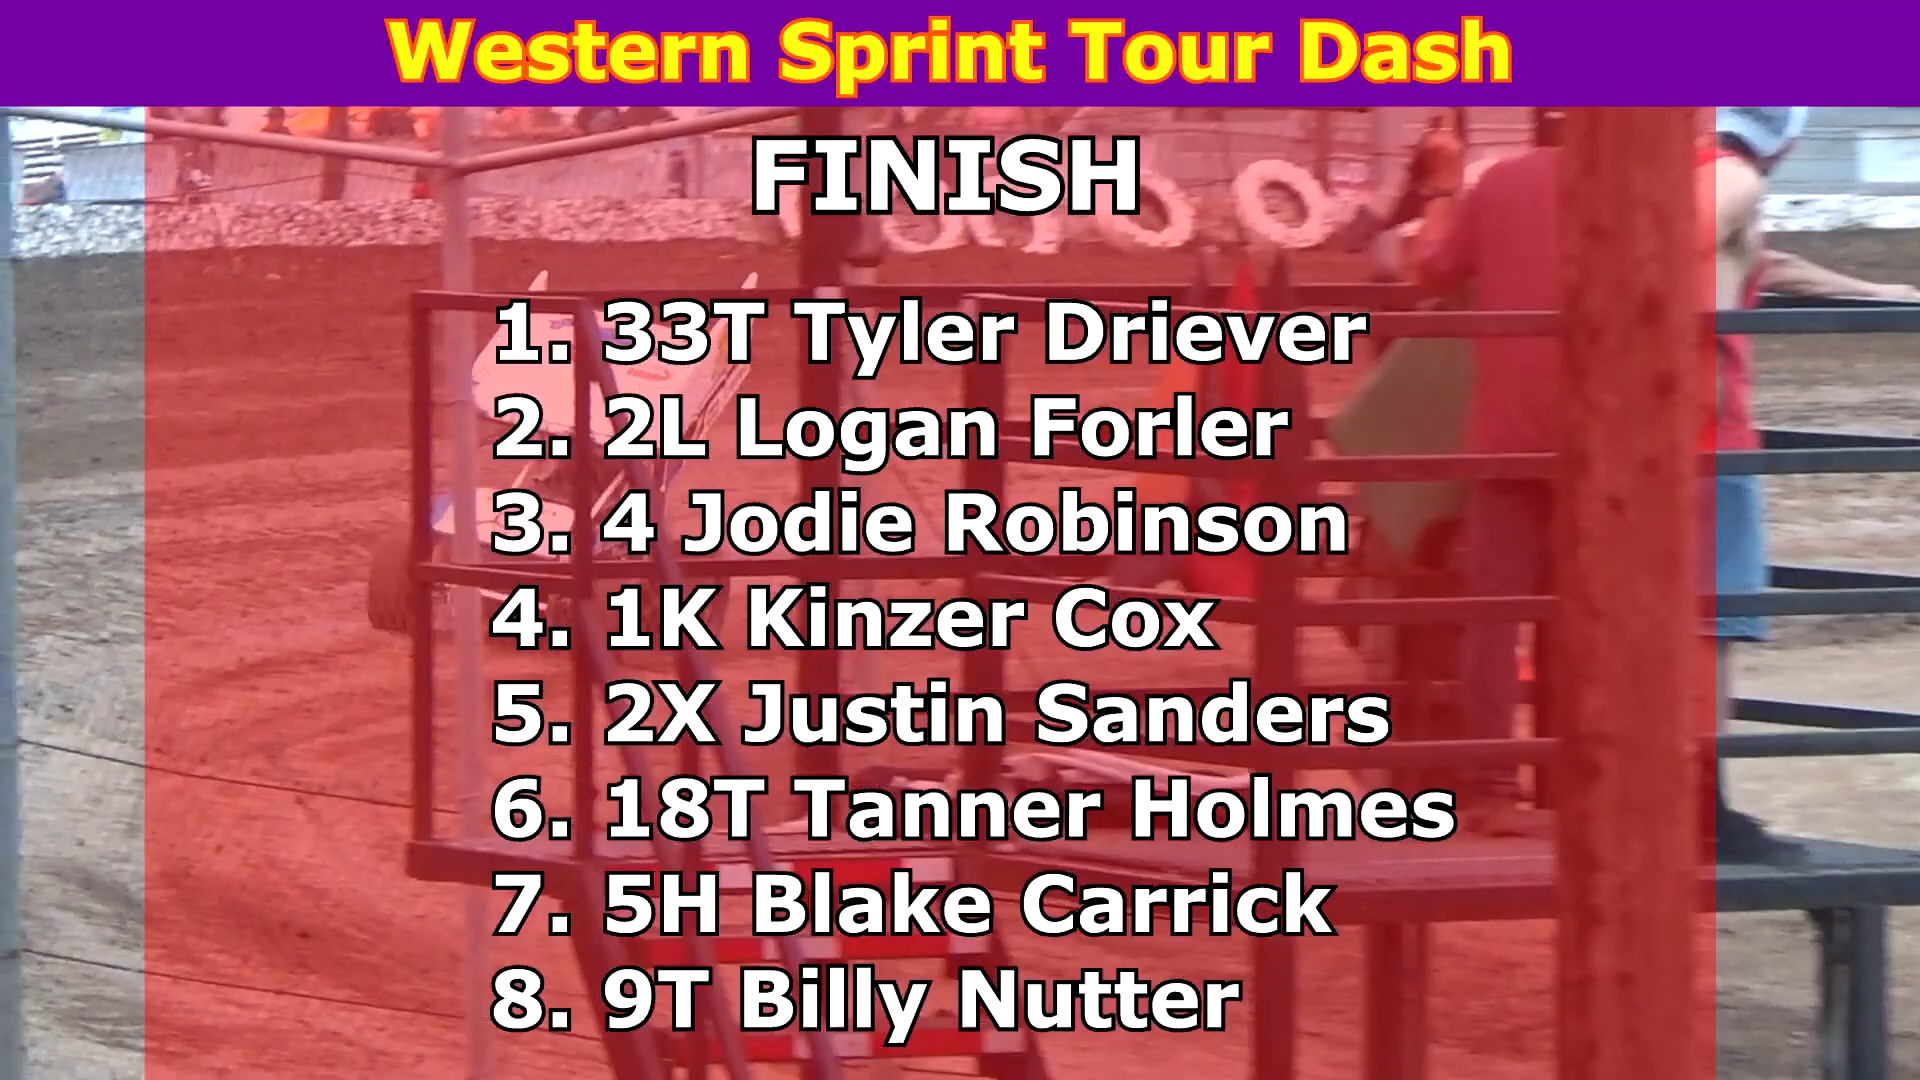 Western Sprint Tour Dash
FINISH
1. 33T Tyler Driever
2. 2L Logan Forler
3. 4 Jodie Robinson
4. 1K Kinzer Cox
5. 2X Justin Sanders
6. 18T Tanner Holmes
7. 5H Blake Carrick
8. 9T Billy Nutter